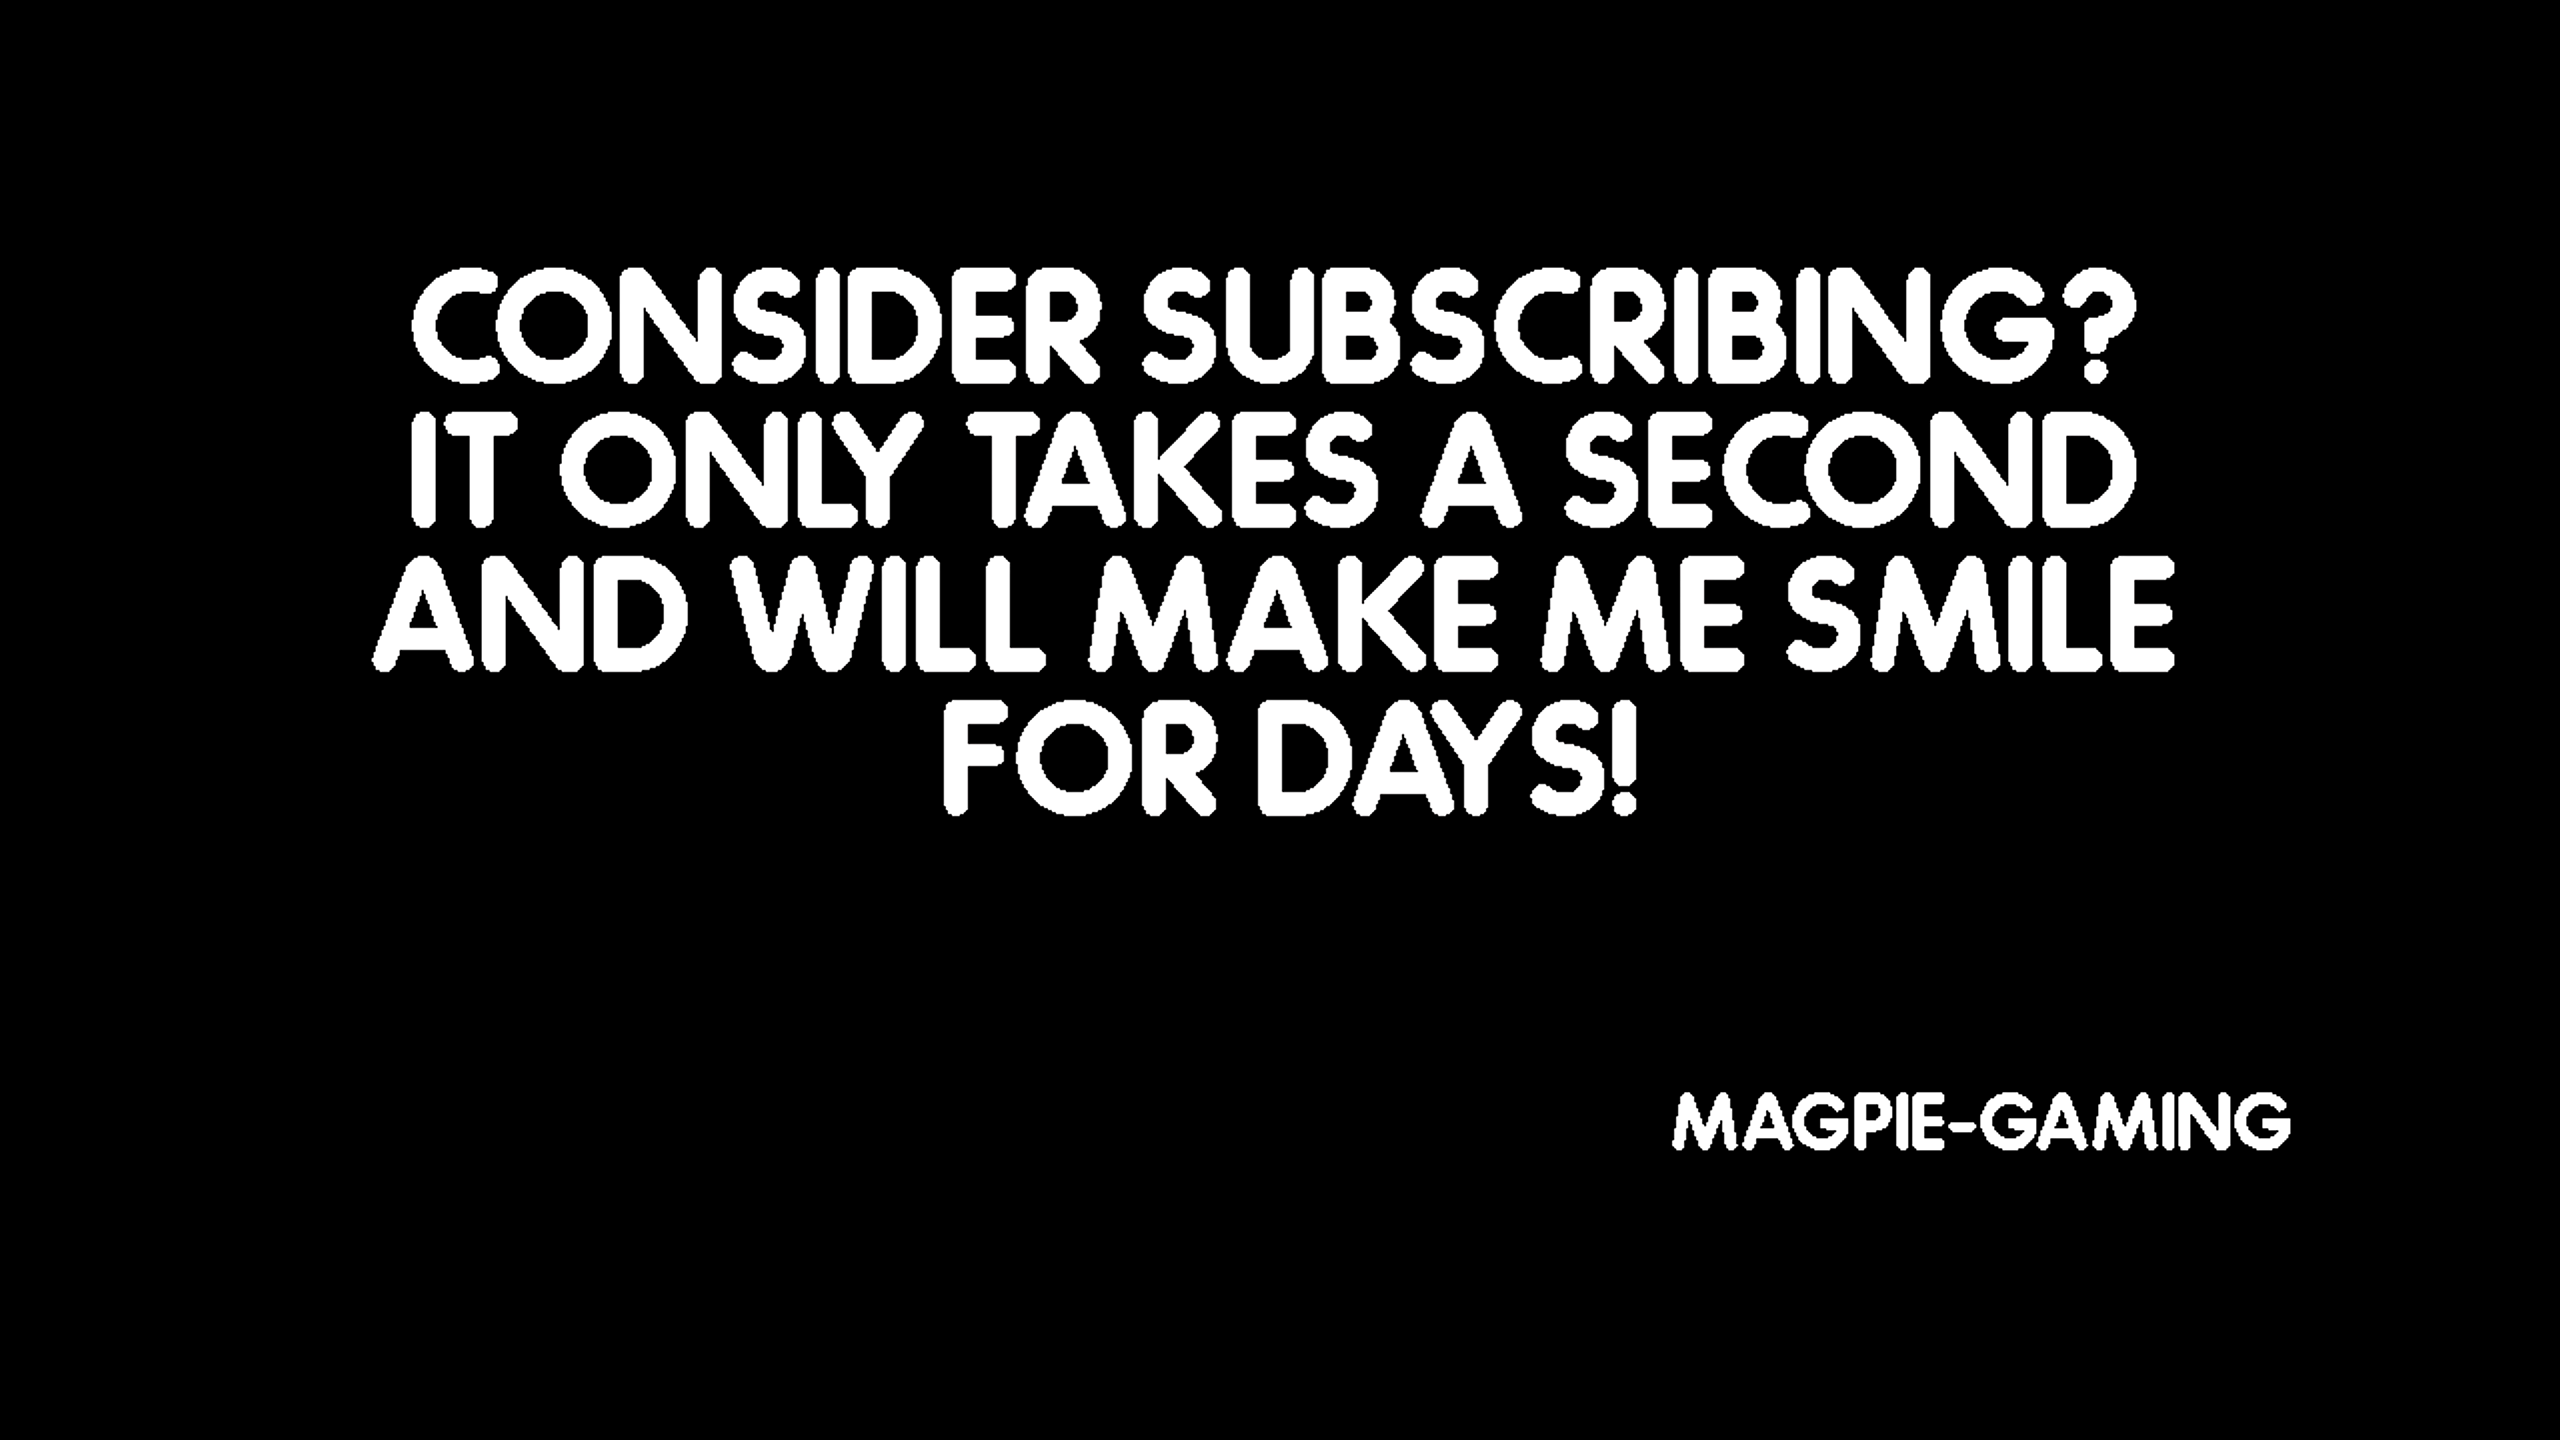 CONSIDER SUBSCRIBING?
IT ONLY TAKES A SECOND
AND WILL MAKE ME SMILE
FOR DAYS!
MAGPIE-GAMING